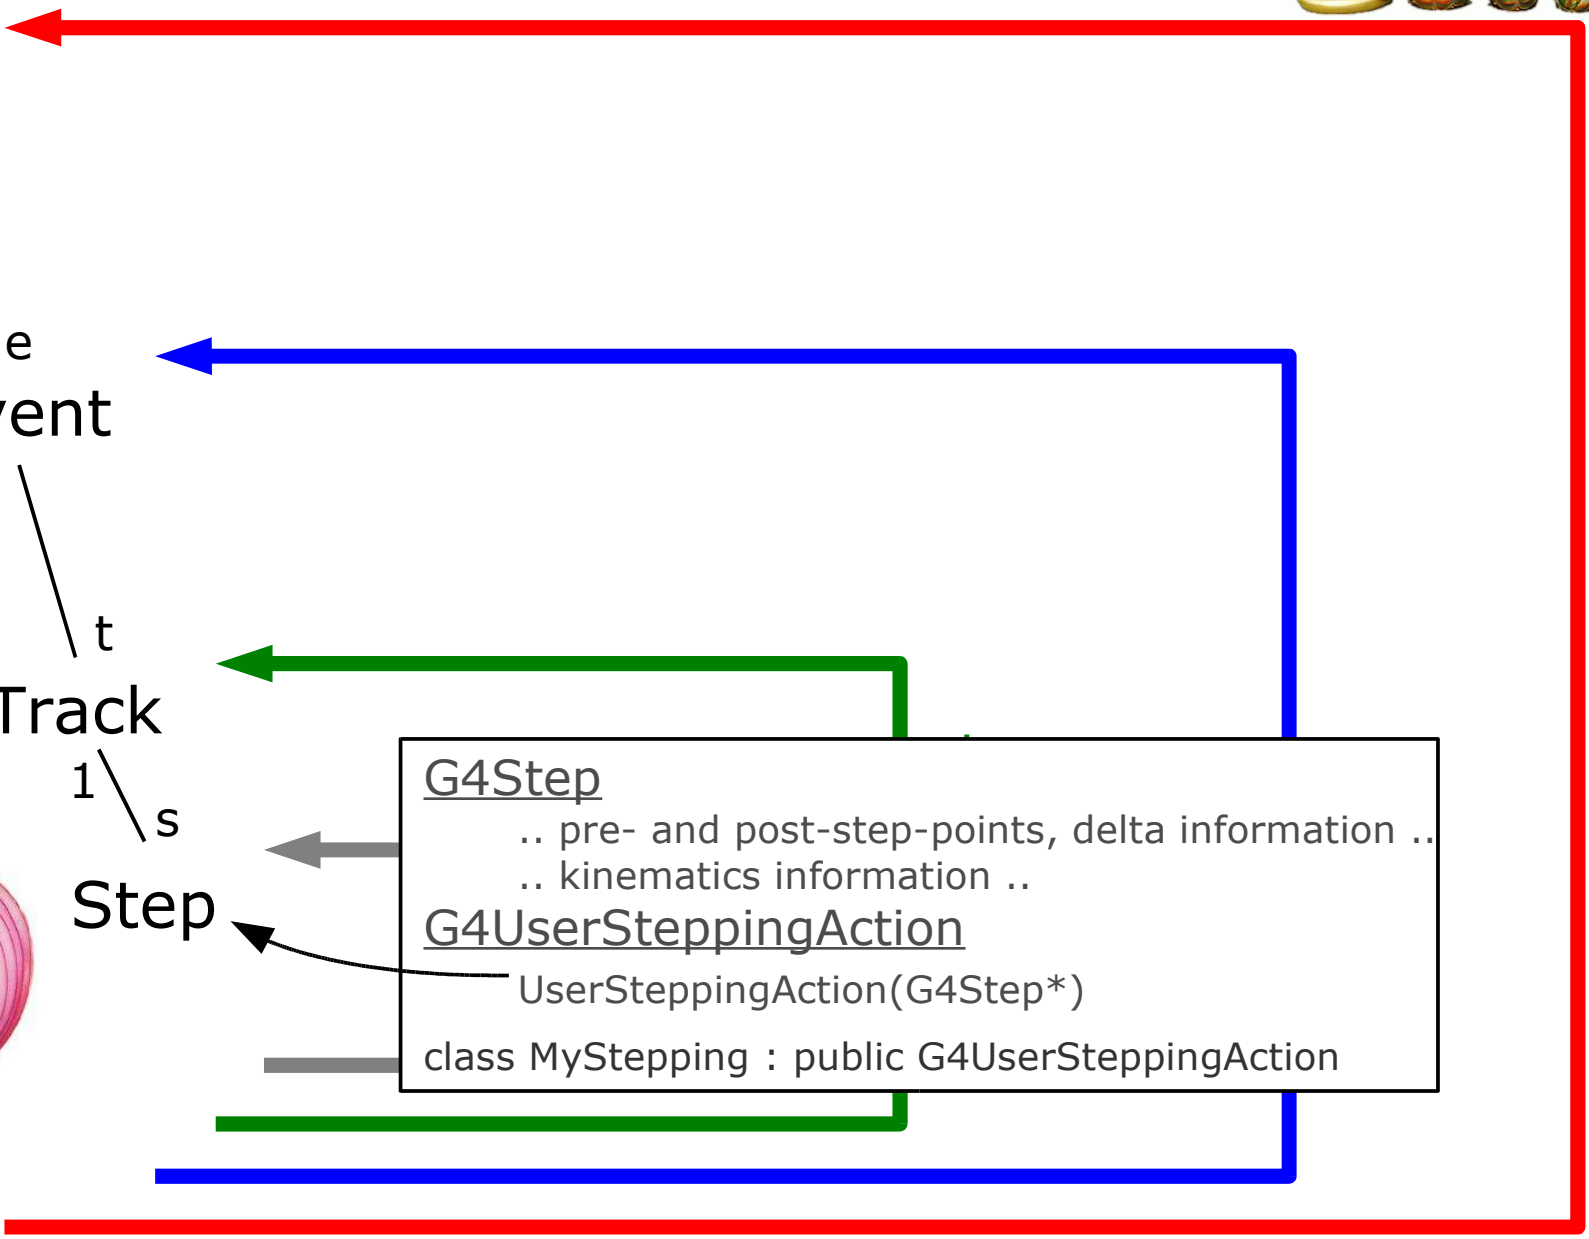 e
vent
t
Track
1
s
Step
G4Step
.. pre- and post-step-points, delta information ..
.. kinematics information ..
G4UserSteppingAction
UserSteppingAction(G4Step*)
class MyStepping : public G4UserSteppingAction